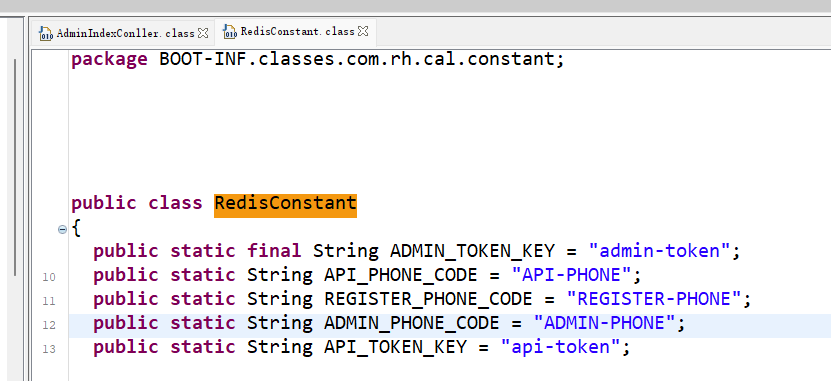 AdminIndexConller.class
RedisConstant.class
package BOOT-INF.classes.com.rh.cal.constant;
public class RedisConstant
{
public static final String ADMIN_TOKEN_KEY = "admin-token";
10 public static String API_PHONE_CODE = "API-PHONE";
11 public static String REGISTER_PHONE_CODE = "REGISTER-PHONE";
12 public static String ADMIN_PHONE_CODE = "ADMIN-PHONE";
13 public static String API_TOKEN_KEY = "api-token";